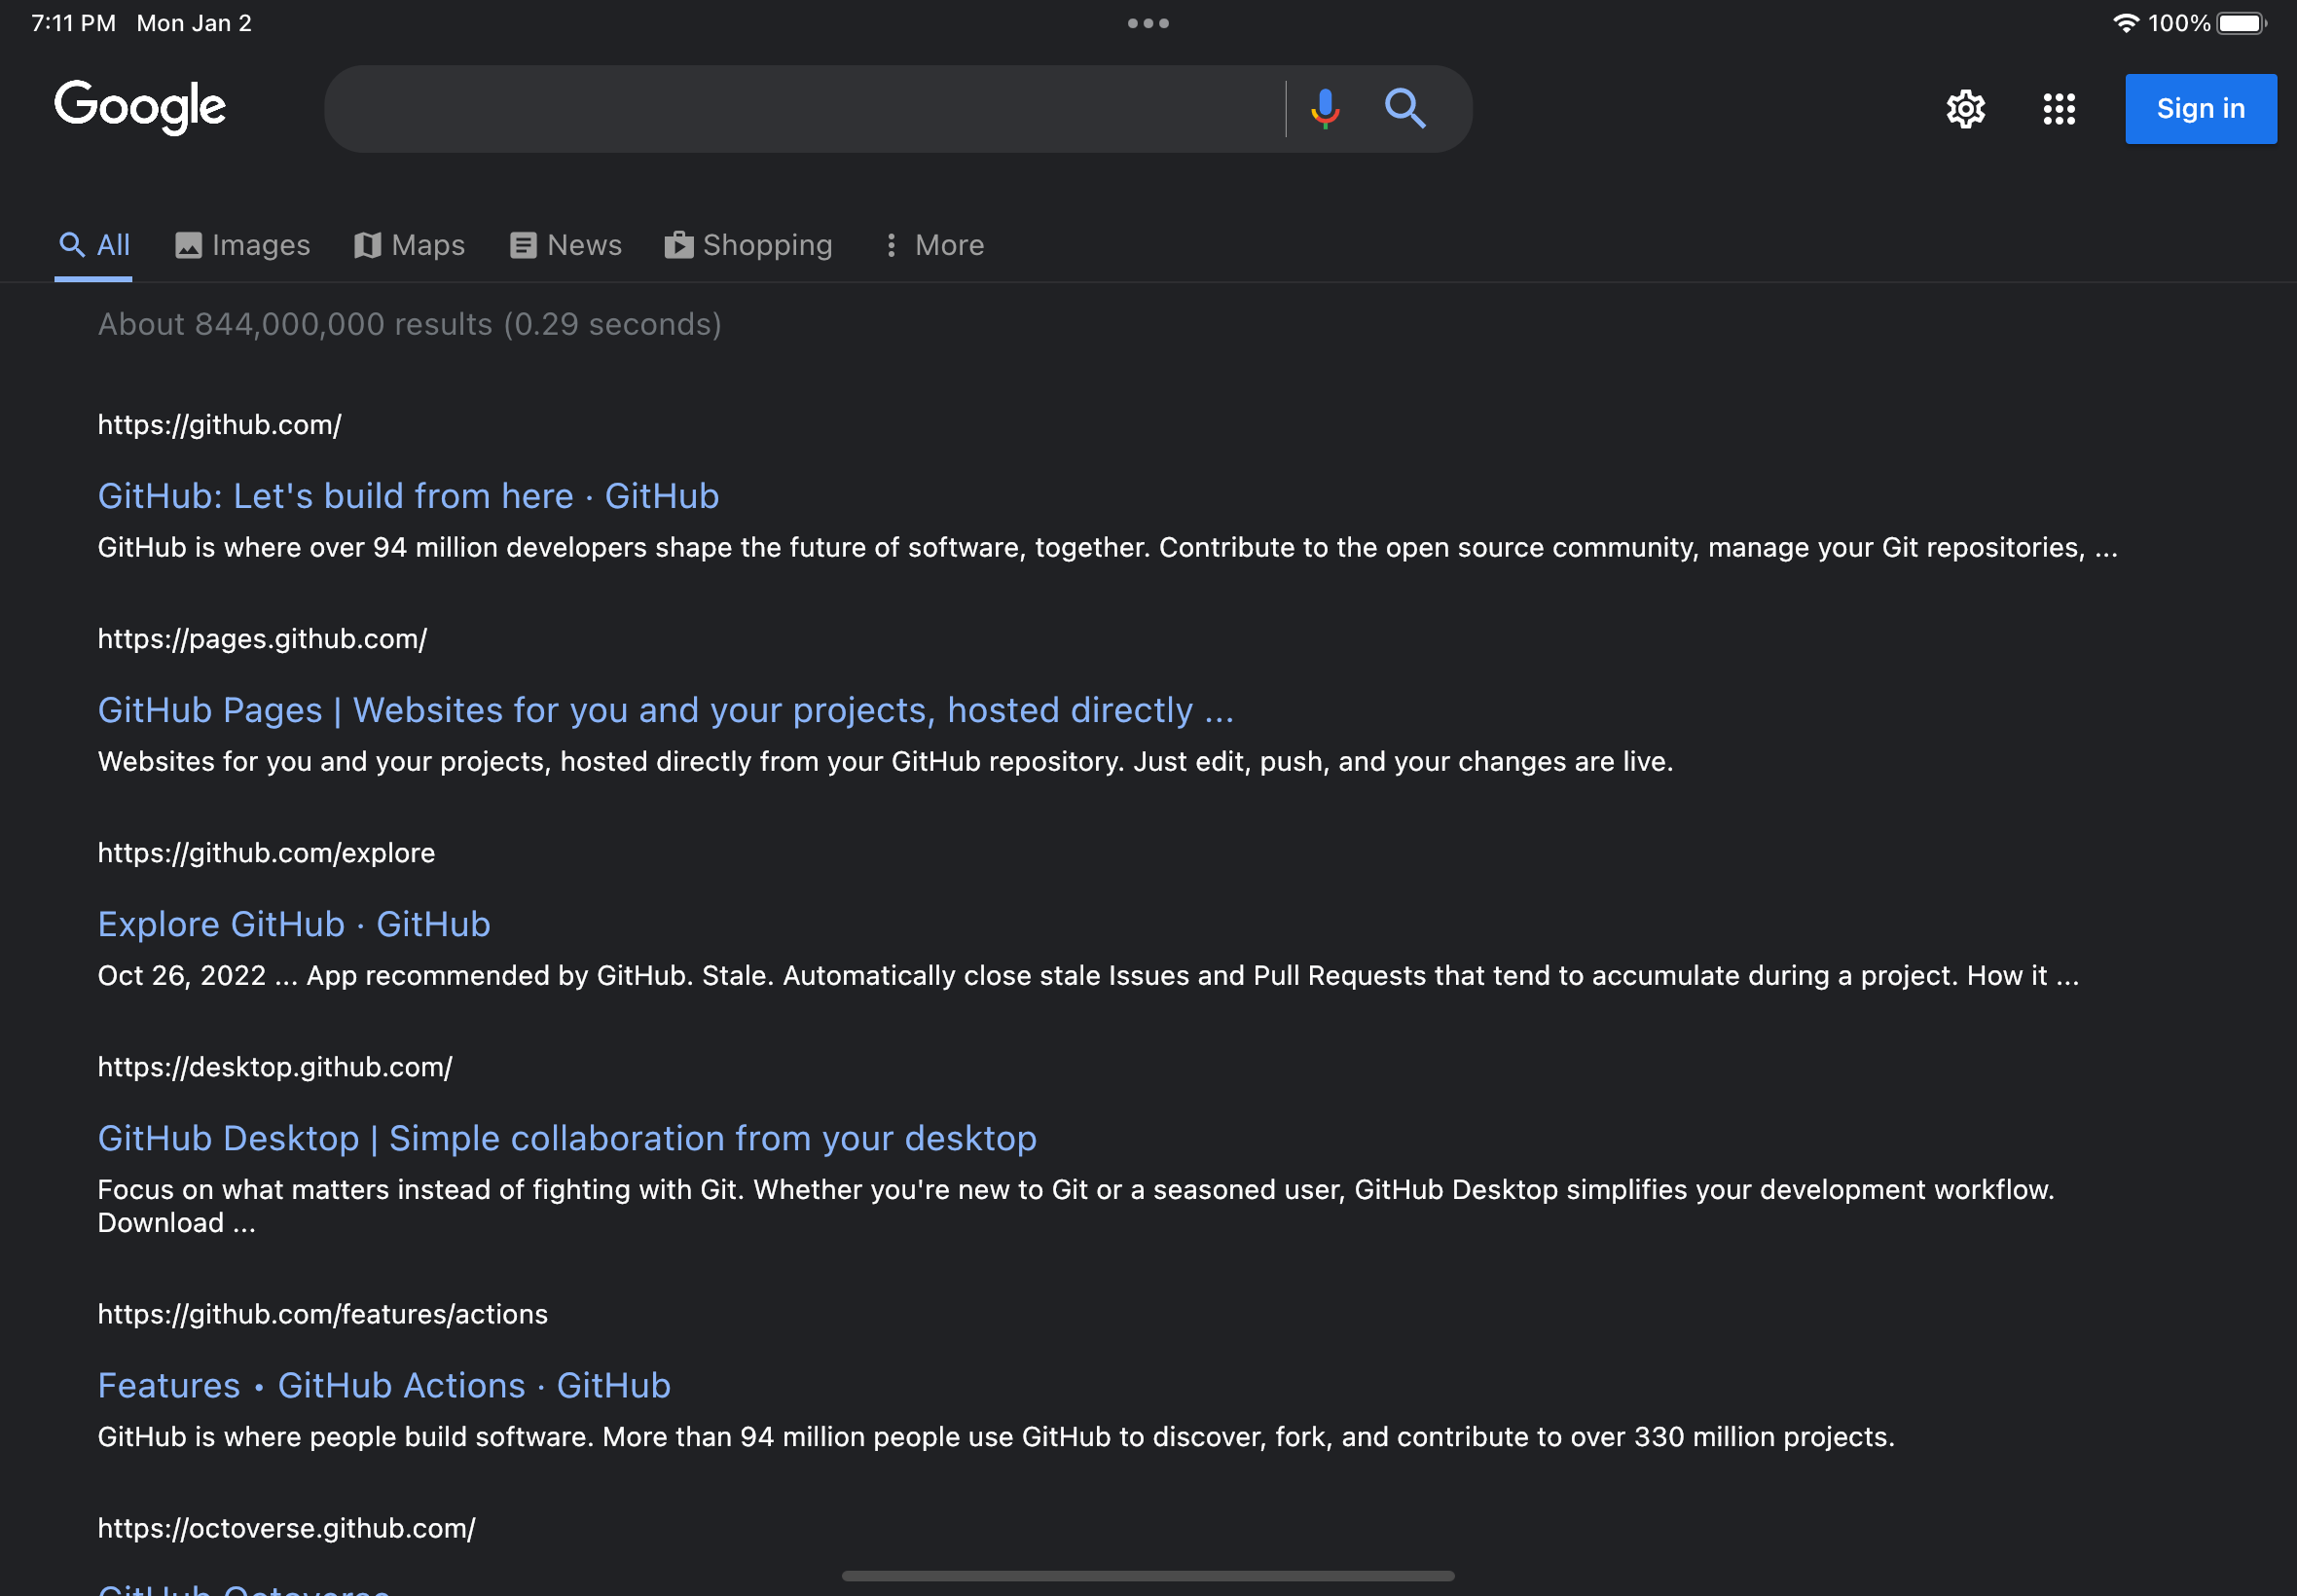 7:11 PM Mon Jan 2
100%
Google
Sign in
All Images Maps News Shopping More
About 844,000,000 results (0.29 seconds)
https://github.com/
GitHub: Let's build from here · GitHub
GitHub is where over 94 million developers shape the future of software, together. Contribute to the open source community, manage your Git repositories, ...
https://pages.github.com/
GitHub Pages | Websites for you and your projects, hosted directly ...
Websites for you and your projects, hosted directly from your GitHub repository. Just edit, push, and your changes are live.
https://github.com/explore
Explore GitHub · GitHub
Oct 26, 2022 ... App recommended by GitHub. Stale. Automatically close stale Issues and Pull Requests that tend to accumulate during a project. How it ...
https://desktop.github.com/
GitHub Desktop | Simple collaboration from your desktop
Focus on what matters instead of fighting with Git. Whether you're new to Git or a seasoned user, GitHub Desktop simplifies your development workflow.
Download ...
https://github.com/features/actions
Features • GitHub Actions · GitHub
GitHub is where people build software. More than 94 million people use GitHub to discover, fork, and contribute to over 330 million projects.
https://octoverse.github.com/
GitHub Octoverse